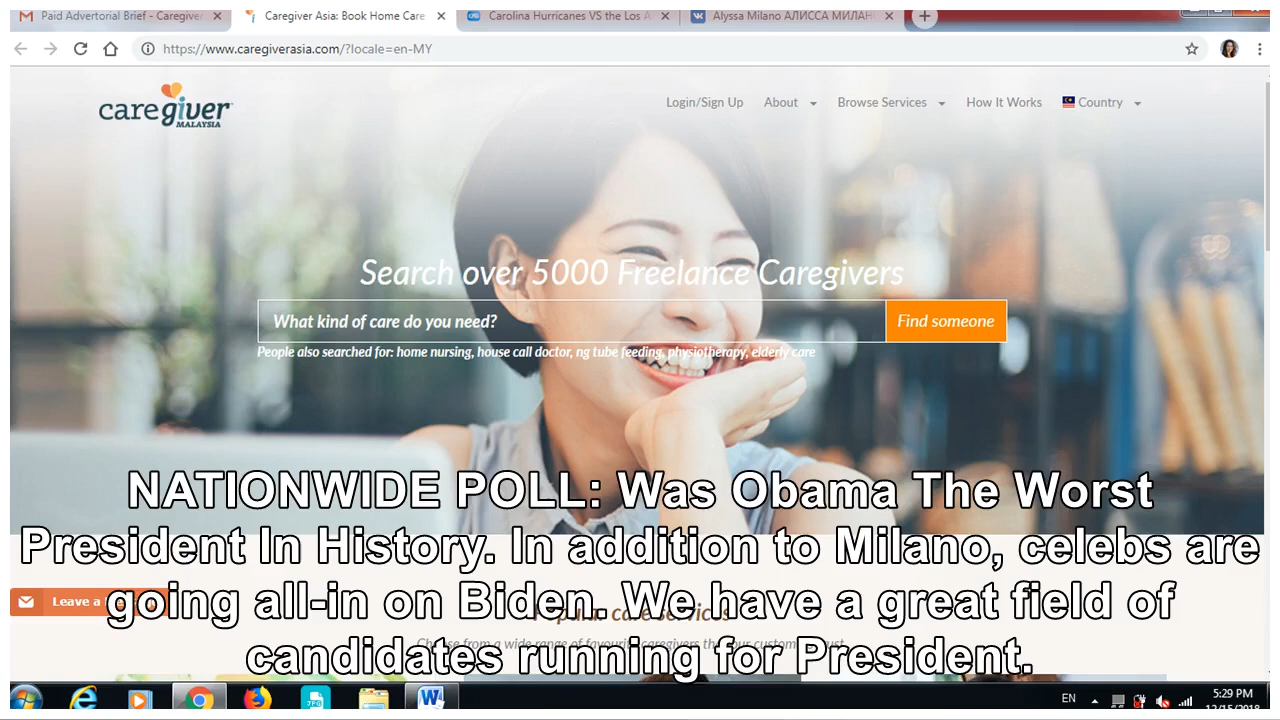 Paid Advertorial Brief - Caregiver
Caregiver Asia: Book Home Care
Carolina Hurricanes VS the Los A
Alyssa Milano АЛИССА МИЛАН
https://www.caregiverasia.com/?locale=en-MY
caregiver
MALAYSIA
Login/Sign Up About Browse Services How It Works Country
Search over 5000 Freelance Caregivers
What kind of care do you need? Find someone
People also searched for: home nursing, house call doctor, ng tube feeding, physiotherapy, elderly care
NATIONWIDE POLL: Was Obama The Worst
President In History. In addition to Milano, celebs are
going all-in on Biden. We have a great field of
candidates running for President.
Leave a
Popular care services
Choose from a wide range of favourite caregivers that our customers trust
EN
5:29 PM
12/15/2018